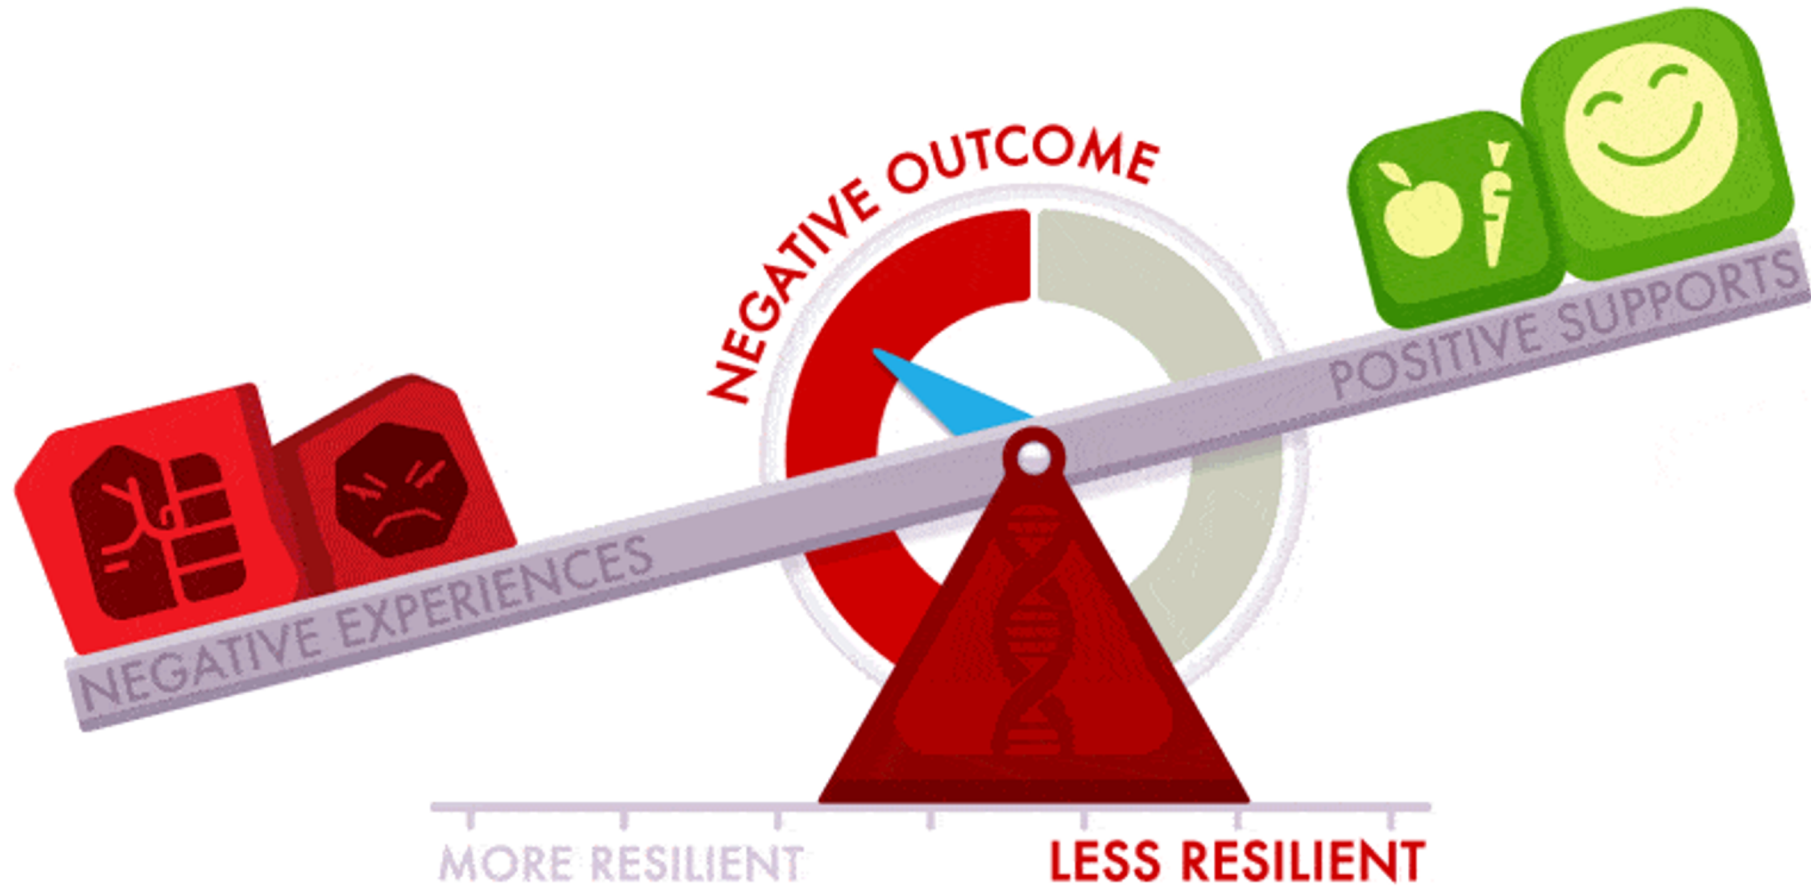 NEGATIVE OUTCOME
POSITIVE SUPPORTS
NEGATIVE EXPERIENCES
MORE RESILIENT
LESS RESILIENT